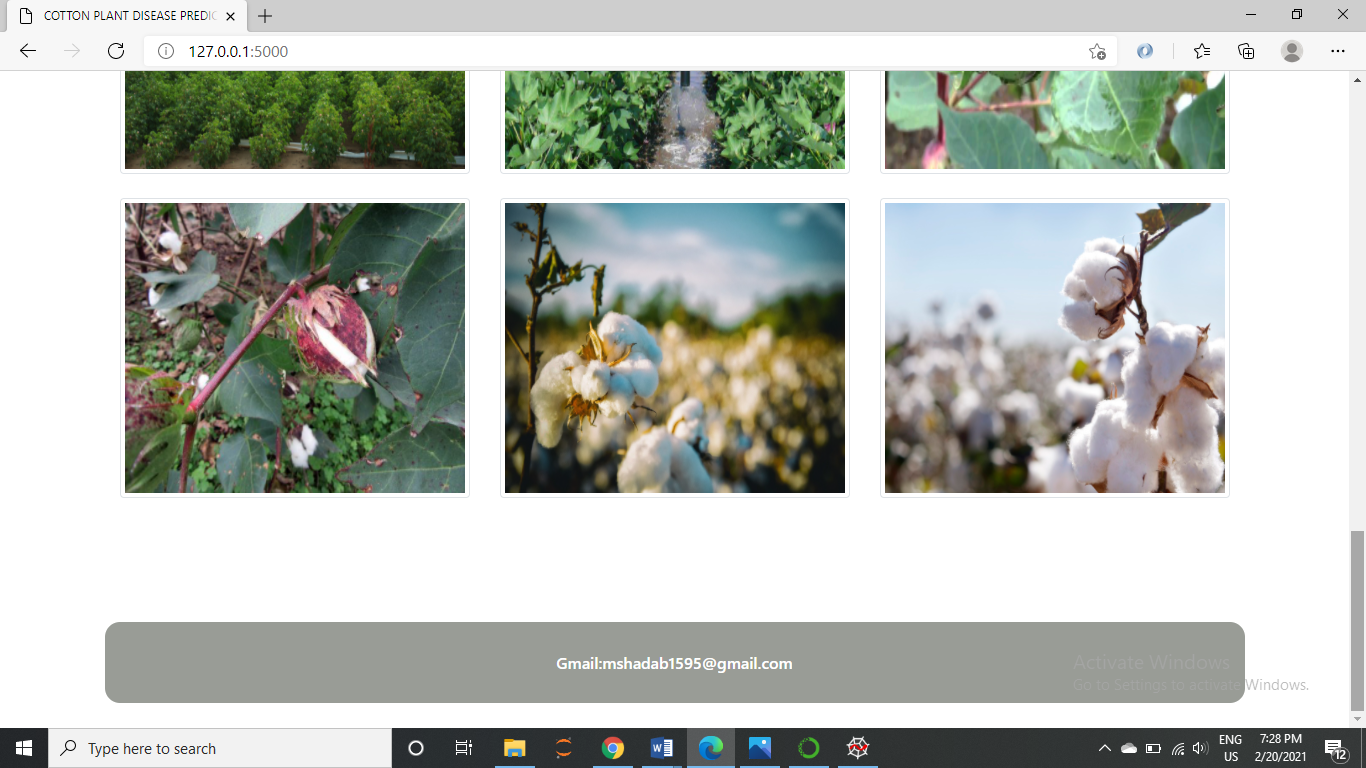 COTTON PLANT DISEASE PREDIC
127.0.0.1:5000
Gmail:mshadab1595@gmail.com
Activate Windows
Go to Settings to activate Windows.
Type here to search
ENG
US
7:28 PM
2/20/2021
12